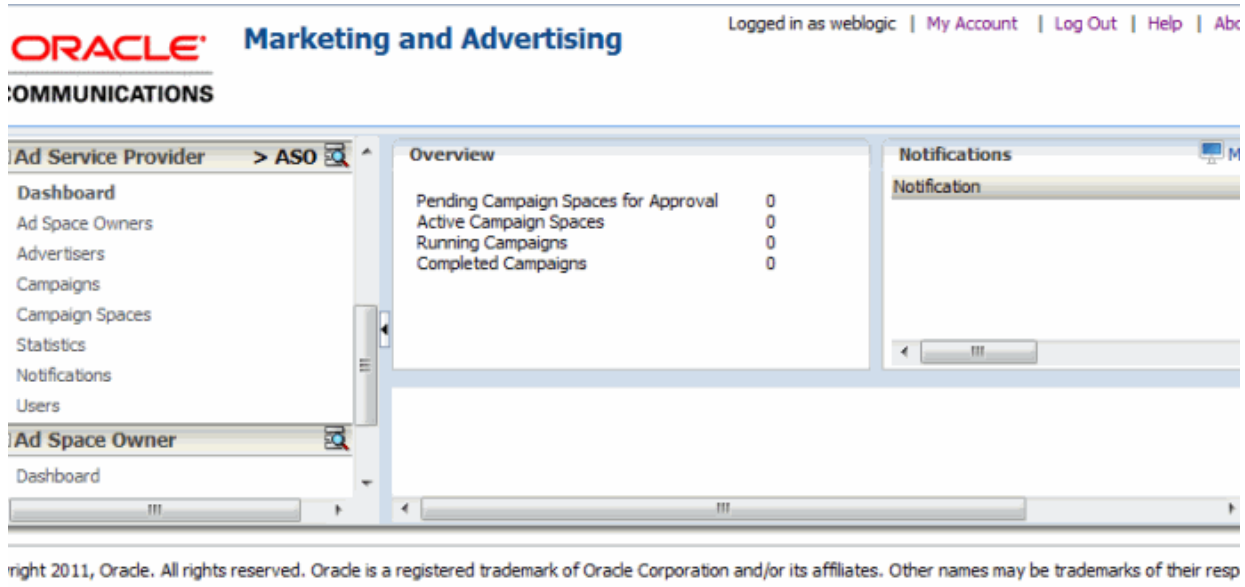 Logged in as weblogic | My Account | Log Out | Help | Abo
ORACLE
Marketing and Advertising
COMMUNICATIONS
Ad Service Provider > ASO
Dashboard
Ad Space Owners
Advertisers
Campaigns
Campaign Spaces
Statistics
Notifications
Users
Ad Space Owner
Dashboard
Overview
Pending Campaign Spaces for Approval 0
Active Campaign Spaces 0
Running Campaigns 0
Completed Campaigns 0
Notifications M
Notification
right 2011, Oracle. All rights reserved. Oracle is a registered trademark of Oracle Corporation and/or its affiliates. Other names may be trademarks of their resp